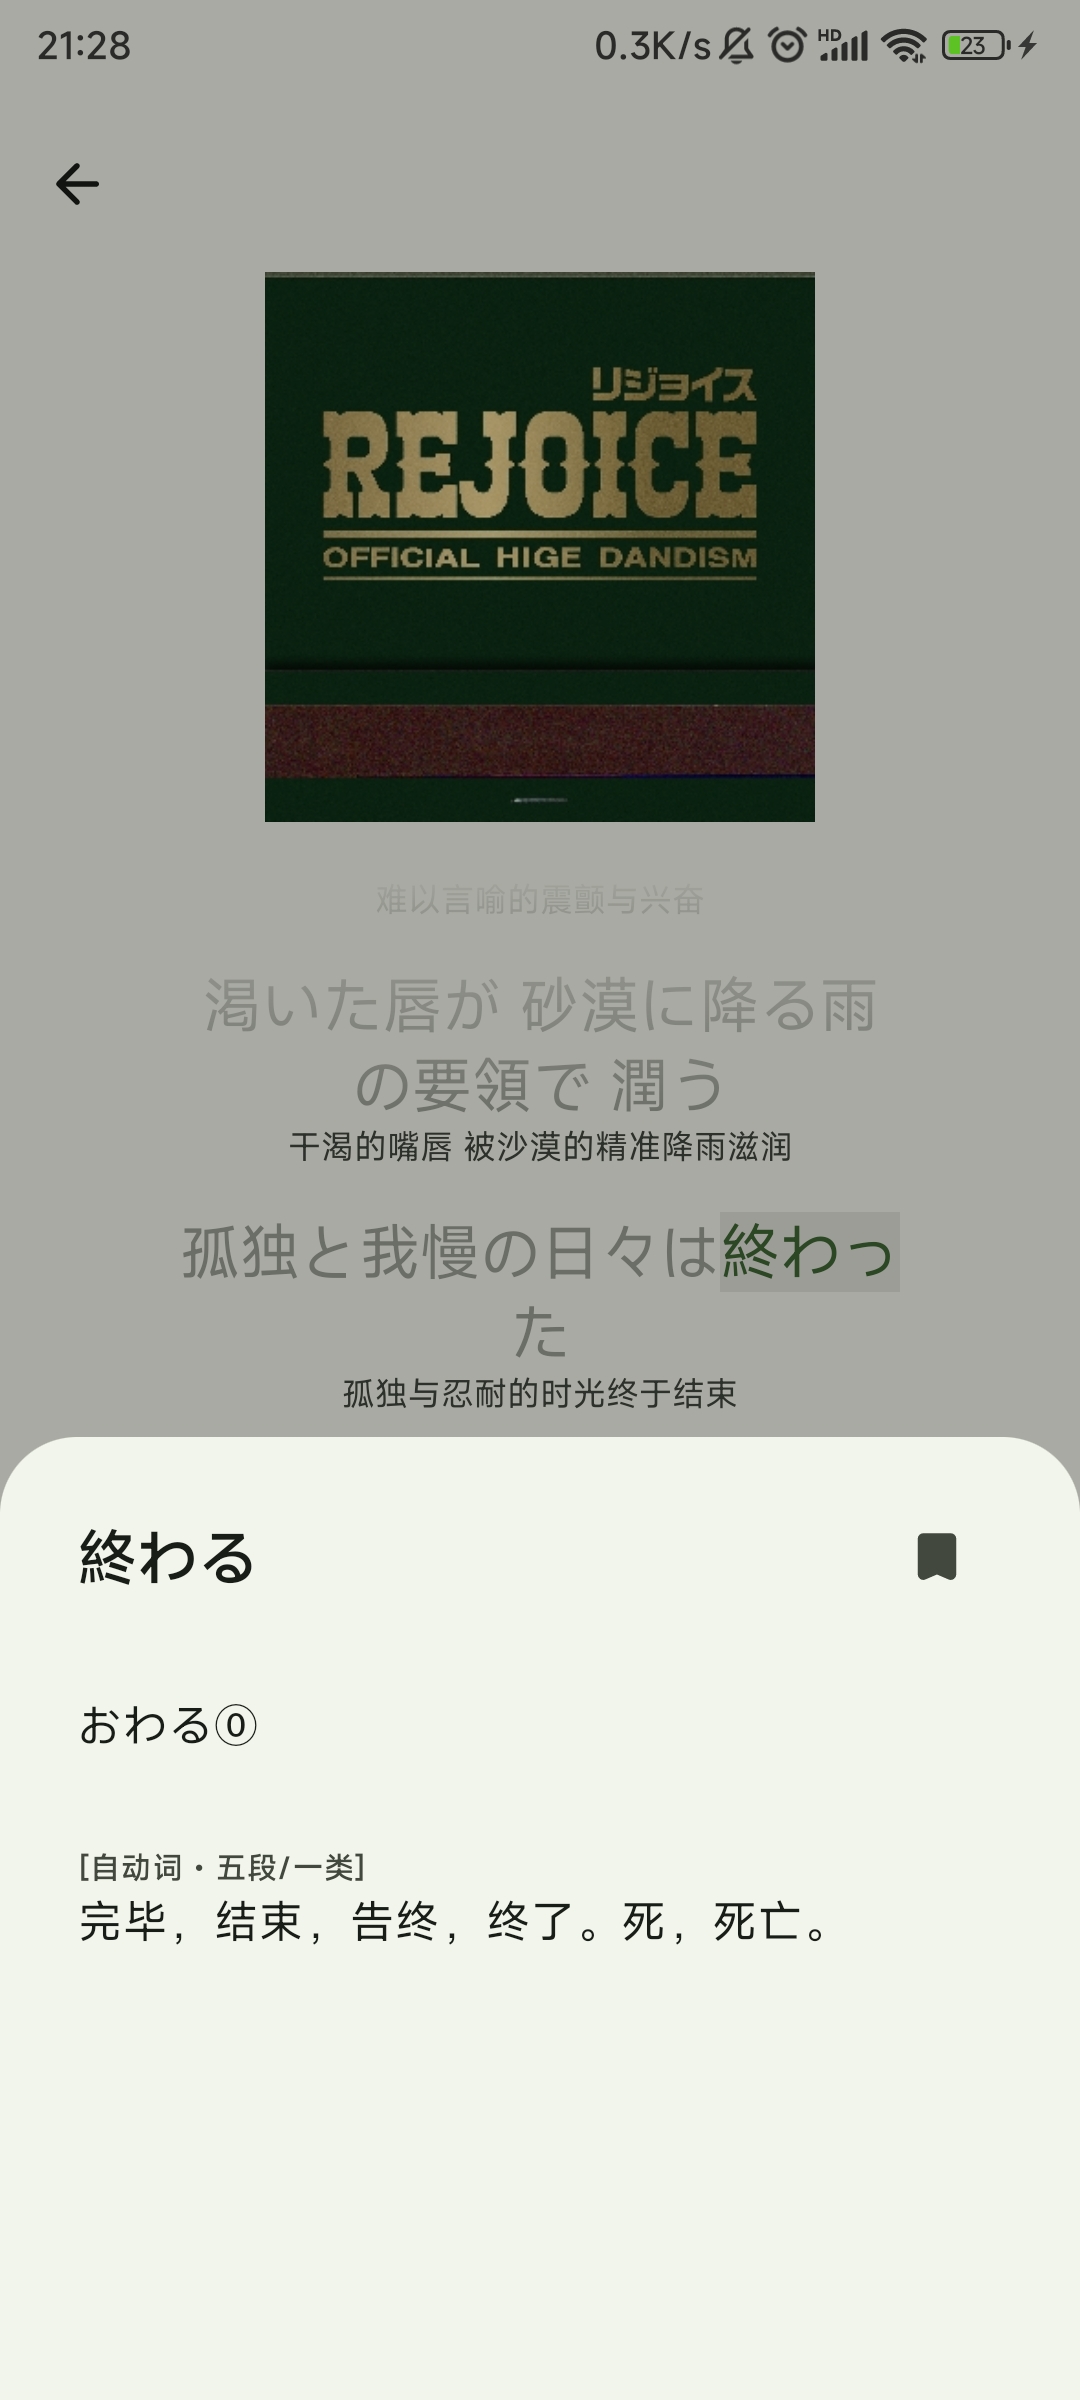 21:28
0.3K/s
HD
23
リジョイス
REJOICE
OFFICIAL HIGE DANDISM
难以言喻的震颤与兴奋
渇いた唇が 砂漠に降る雨
の要領で 潤う
干渴的嘴唇 被沙漠的精准降雨滋润
孤独と我慢の日々は終わっ
た
孤独与忍耐的时光终于结束
終わる
おわる⓪
[自动词·五段/一类]
完毕，结束，告终，终了。死，死亡。